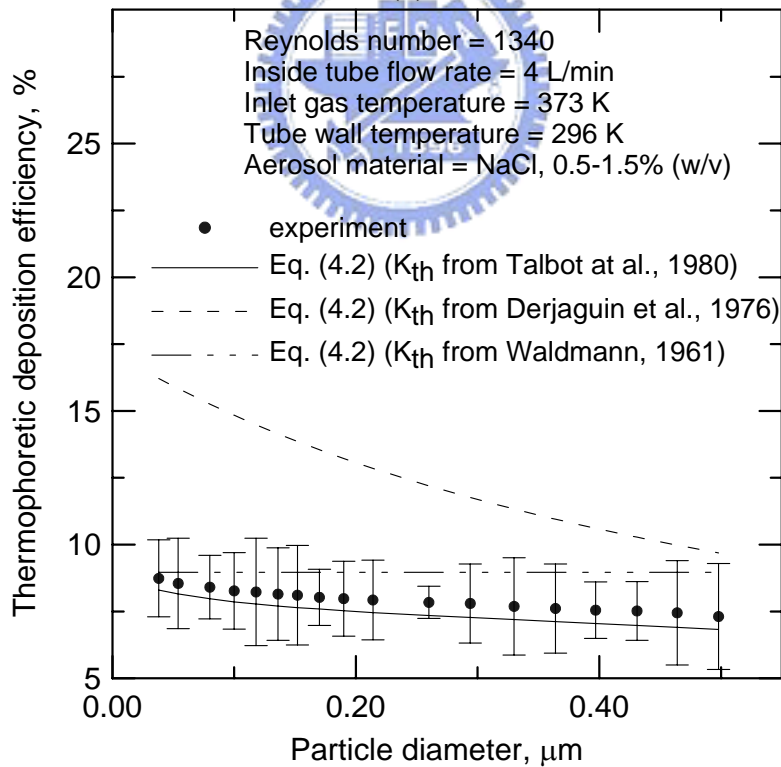 Reynolds number = 1340
Inside tube flow rate = 4 L/min
Inlet gas temperature = 373 K
Tube wall temperature = 296 K
Aerosol material = NaCl, 0.5-1.5% (w/v)
experiment
Eq. (4.2) (Kth from Talbot at al., 1980)
Eq. (4.2) (Kth from Derjaguin et al., 1976)
Eq. (4.2) (Kth from Waldmann, 1961)
Thermophoretic deposition efficiency, %
25
20
15
10
5
0.00 0.20 0.40
Particle diameter, μm
1896